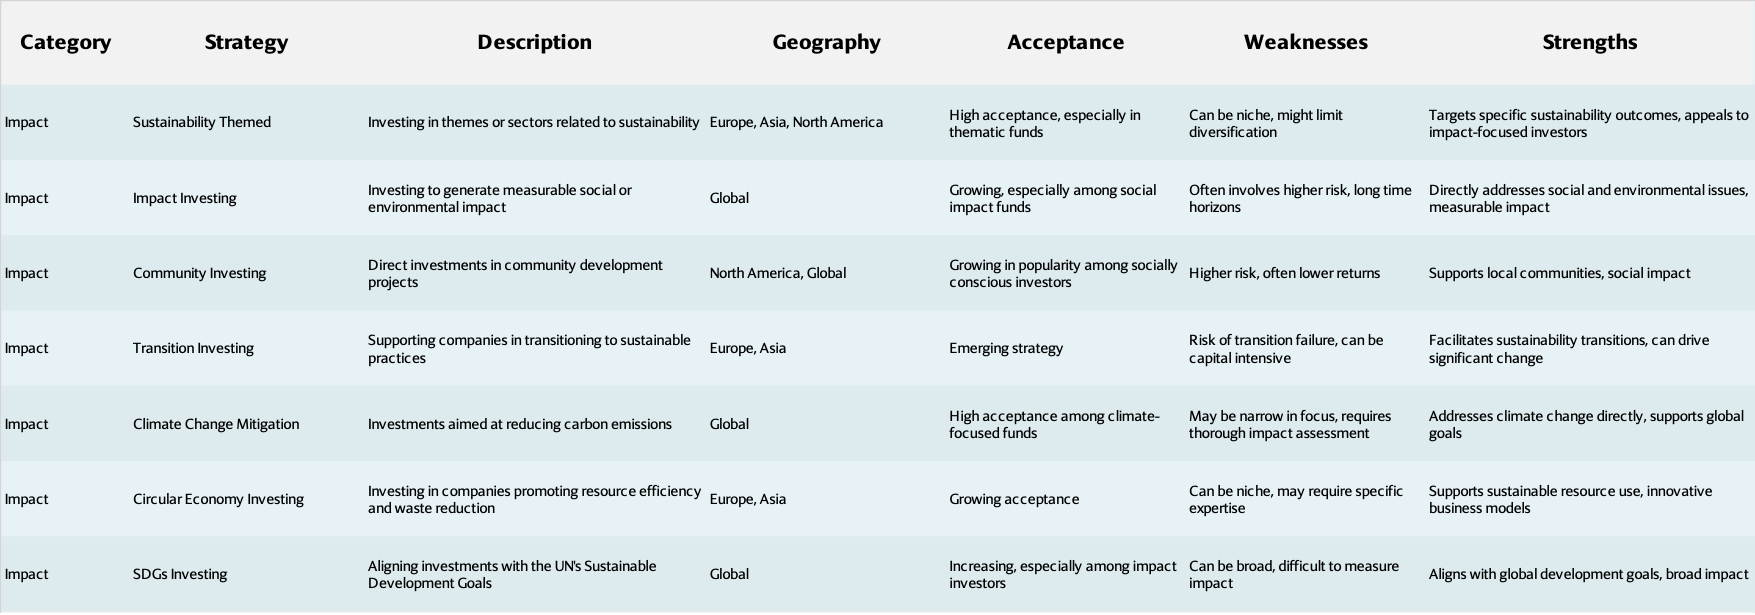 Category Strategy Description Geography Acceptance Weaknesses Strengths
Impact Sustainability Themed Investing in themes or sectors related to sustainability Europe, Asia, North America High acceptance, especially in thematic funds Can be niche, might limit diversification Targets specific sustainability outcomes, appeals to impact-focused investors
Impact Impact Investing Investing to generate measurable social or environmental impact Global Growing, especially among social impact funds Often involves higher risk, long time horizons Directly addresses social and environmental issues, measurable impact
Impact Community Investing Direct investments in community development projects North America, Global Growing in popularity among socially conscious investors Higher risk, often lower returns Supports local communities, social impact
Impact Transition Investing Supporting companies in transitioning to sustainable practices Europe, Asia Emerging strategy Risk of transition failure, can be capital intensive Facilitates sustainability transitions, can drive significant change
Impact Climate Change Mitigation Investments aimed at reducing carbon emissions Global High acceptance among climate-focused funds May be narrow in focus, requires thorough impact assessment Addresses climate change directly, supports global goals
Impact Circular Economy Investing Investing in companies promoting resource efficiency and waste reduction Europe, Asia Growing acceptance Can be niche, may require specific expertise Supports sustainable resource use, innovative business models
Impact SDGs Investing Aligning investments with the UN's Sustainable Development Goals Global Increasing, especially among impact investors Can be broad, difficult to measure impact Aligns with global development goals, broad impact